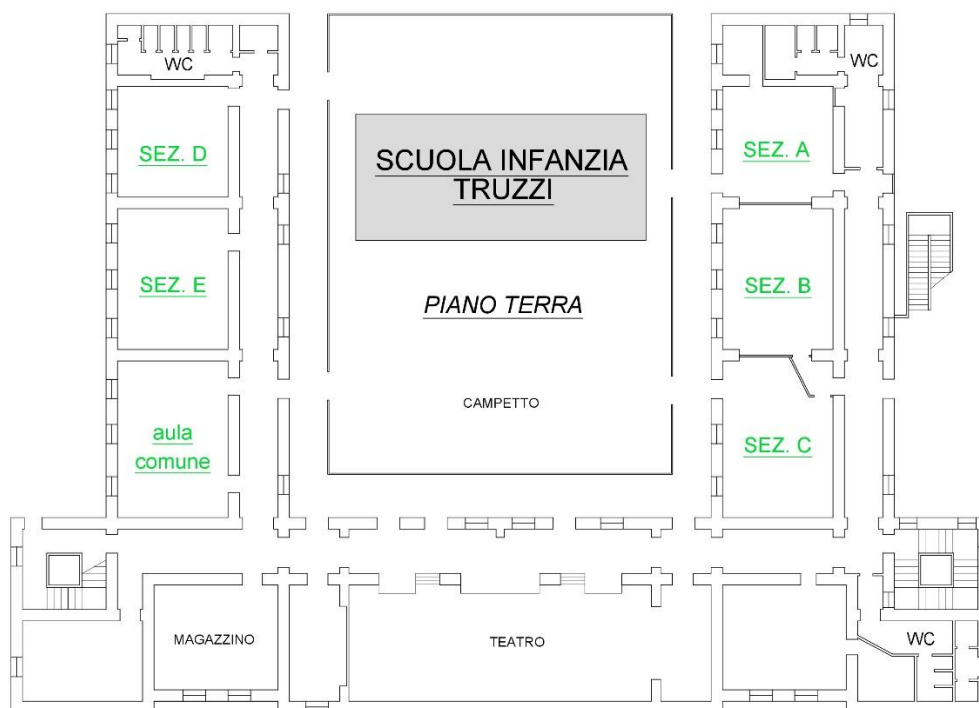 WC
WC
SEZ. D
SCUOLA INFANZIA
TRUZZI
SEZ. A
SEZ. E
PIANO TERRA
SEZ. B
CAMPETTO
aula
comune
SEZ. C
MAGAZZINO
TEATRO
WC